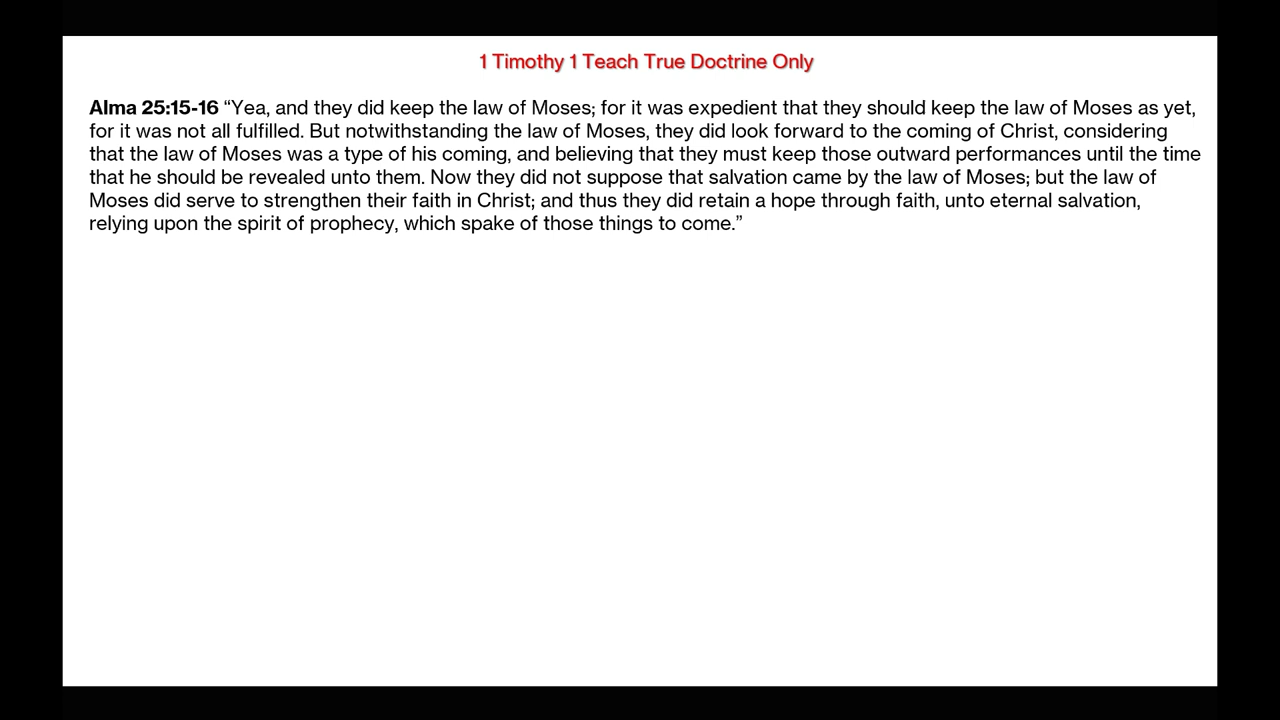 1 Timothy 1 Teach True Doctrine Only
Alma 25:15-16 “Yea, and they did keep the law of Moses; for it was expedient that they should keep the law of Moses as yet,
for it was not all fulfilled. But notwithstanding the law of Moses, they did look forward to the coming of Christ, considering
that the law of Moses was a type of his coming, and believing that they must keep those outward performances until the time
that he should be revealed unto them. Now they did not suppose that salvation came by the law of Moses; but the law of
Moses did serve to strengthen their faith in Christ; and thus they did retain a hope through faith, unto eternal salvation,
relying upon the spirit of prophecy, which spake of those things to come.”